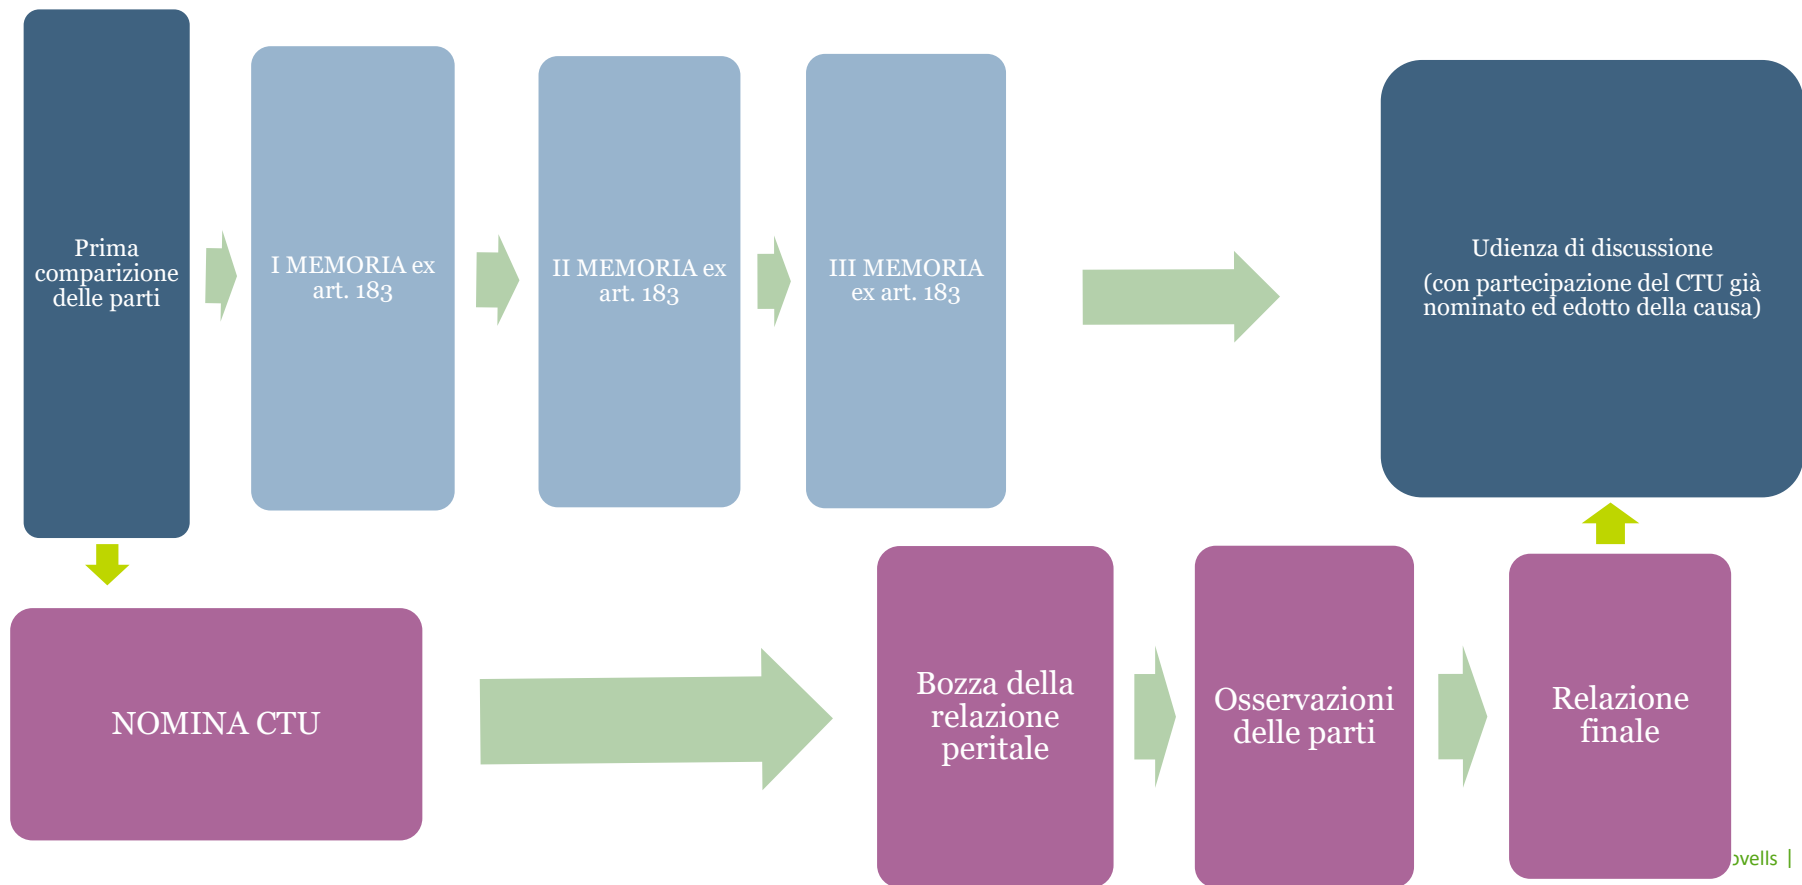 Prima
comparizione
delle parti
I MEMORIA ex
art. 183
II MEMORIA ex
art. 183
III MEMORIA
ex art. 183
Udienza di discussione
(con partecipazione del CTU già
nominato ed edotto della causa)
NOMINA CTU
Bozza della
relazione
peritale
Osservazioni
delle parti
Relazione
finale
ovells |